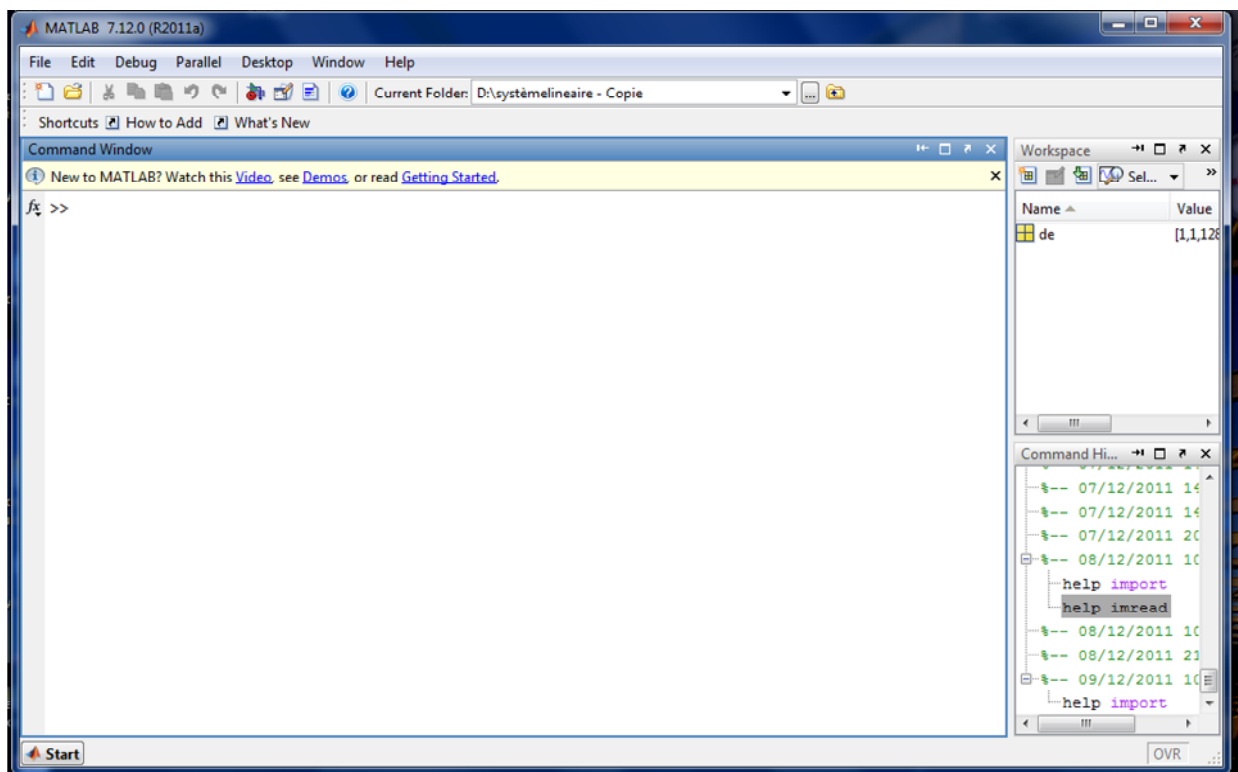 MATLAB 7.12.0 (R2011a)
File Edit Debug Parallel Desktop Window Help
Current Folder: D:\systèmelineaire - Copie
Shortcuts How to Add What's New
Command Window
New to MATLAB? Watch this Video, see Demos, or read Getting Started.
fx >>
Workspace
Sel...
Name Value
de [1,1,128
Command Hi...
%-- 07/12/2011 14
%-- 07/12/2011 14
%-- 07/12/2011 20
%-- 08/12/2011 10
help import
help imread
%-- 08/12/2011 10
%-- 08/12/2011 21
%-- 09/12/2011 10
help import
Start
OVR